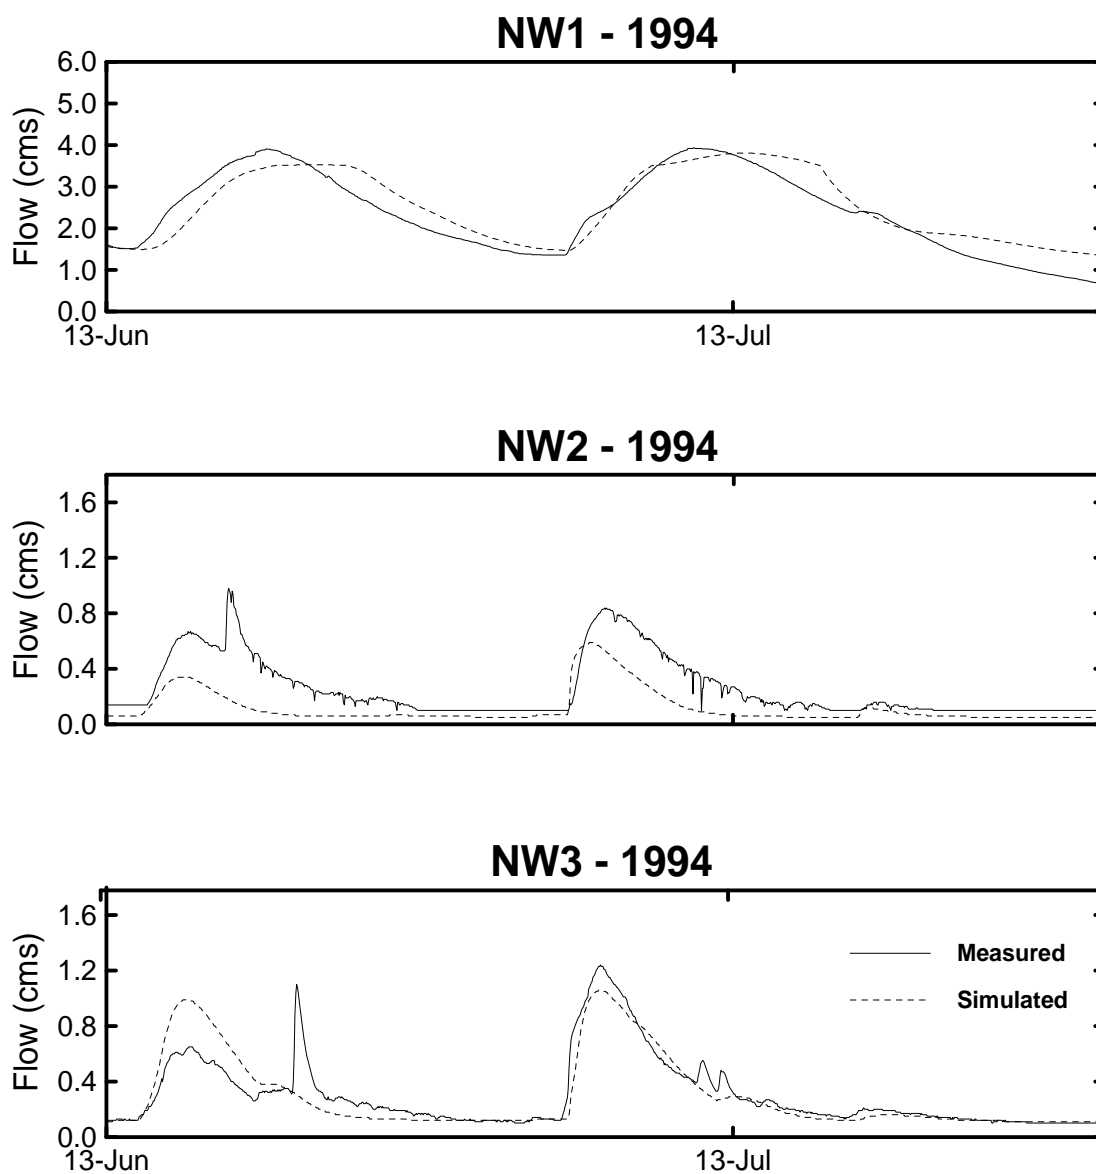 NW1 - 1994
Flow (cms)
6.0
5.0
4.0
3.0
2.0
1.0
0.0
13-Jun
13-Jul
NW2 - 1994
Flow (cms)
1.6
1.2
0.8
0.4
0.0
NW3 - 1994
Flow (cms)
1.6
1.2
0.8
0.4
0.0
Measured
Simulated
13-Jun
13-Jul